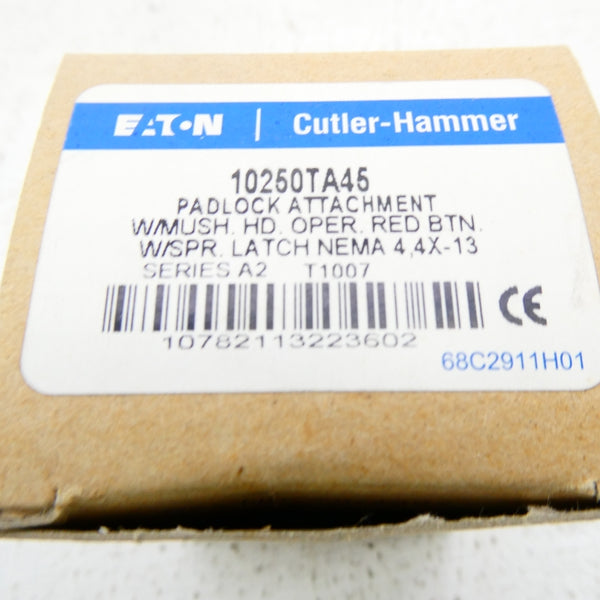 EATON | Cutler-Hammer
10250TA45
PADLOCK ATTACHMENT
W/MUSH. HD. OPER. RED BTN.
W/SPR. LATCH NEMA 4,4X-13
SERIES A2 T1007
CE
10782113223602
68C2911H01